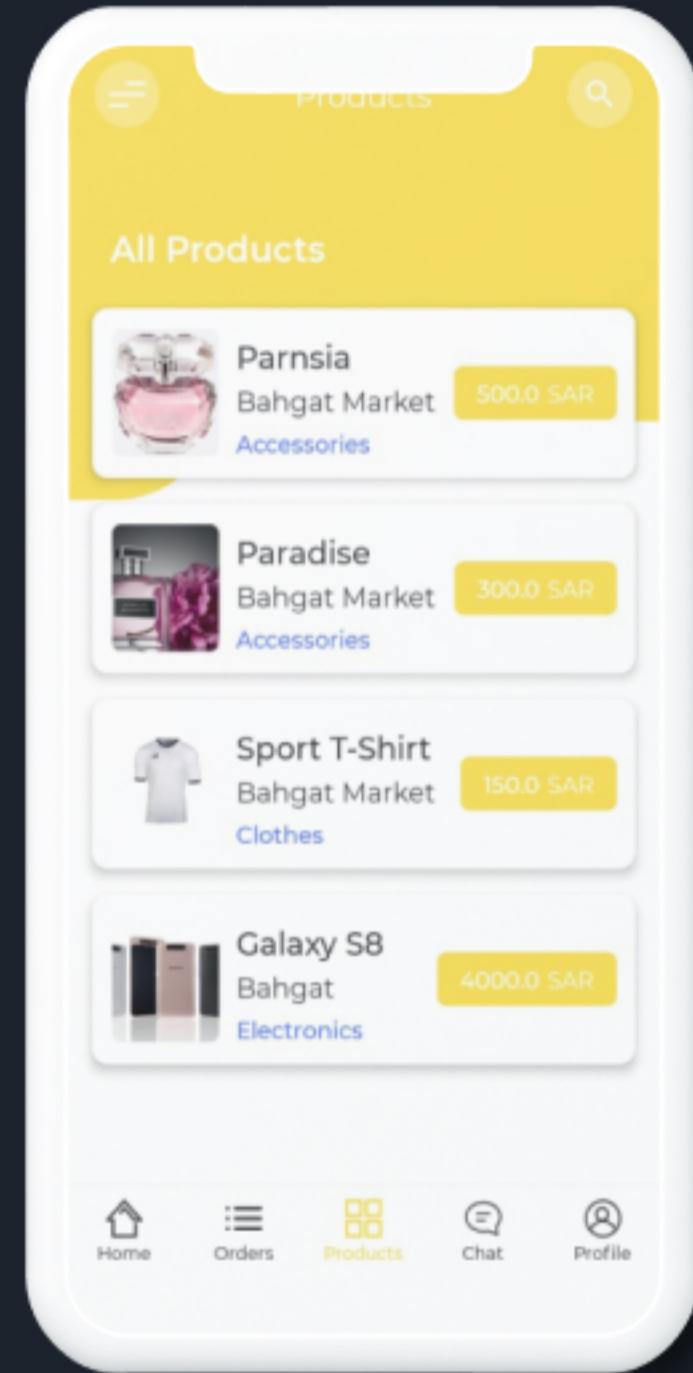 Products
All Products
Parnsia
Bahgat Market
Accessories
500.0 SAR
Paradise
Bahgat Market
Accessories
300.0 SAR
Sport T-Shirt
Bahgat Market
Clothes
150.0 SAR
Galaxy S8
Bahgat
Electronics
4000.0 SAR
Home
Orders
Products
Chat
Profile